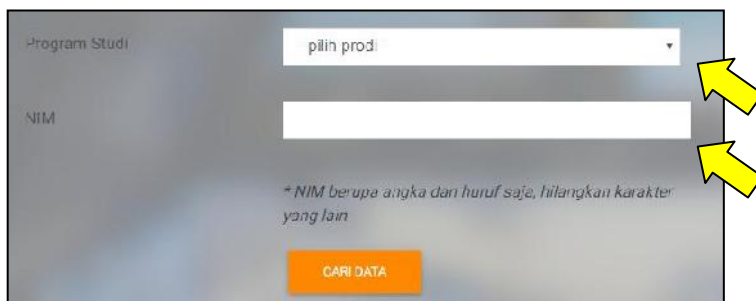 Program Studi
pilih prodi
NIM
* NIM berupa angka dan huruf saja, hilangkan karakter
yang lain
CARI DATA